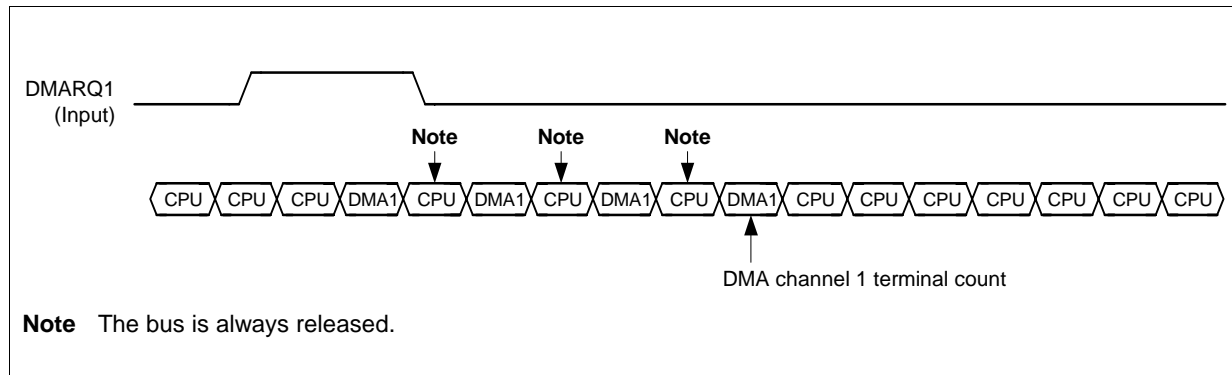 DMARQ1
(Input)
Note Note Note
CPU CPU CPU DMA1 CPU DMA1 CPU DMA1 CPU DMA1 CPU CPU CPU CPU CPU CPU CPU
DMA channel 1 terminal count
Note The bus is always released.